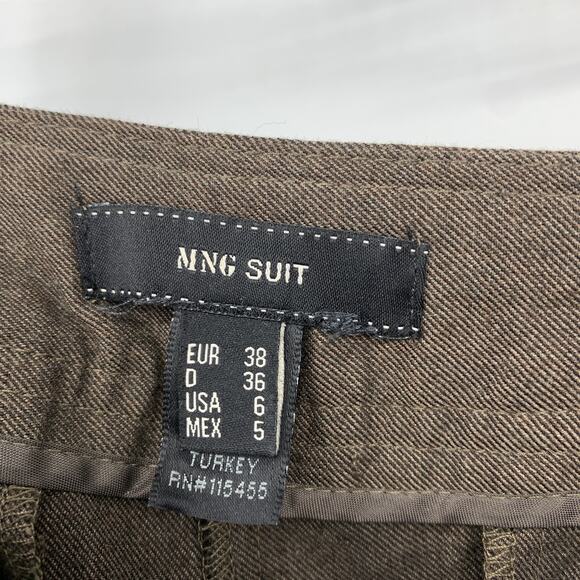 MNG SUIT
EUR 38
D 36
USA 6
MEX 5
TURKEY
RN#115455